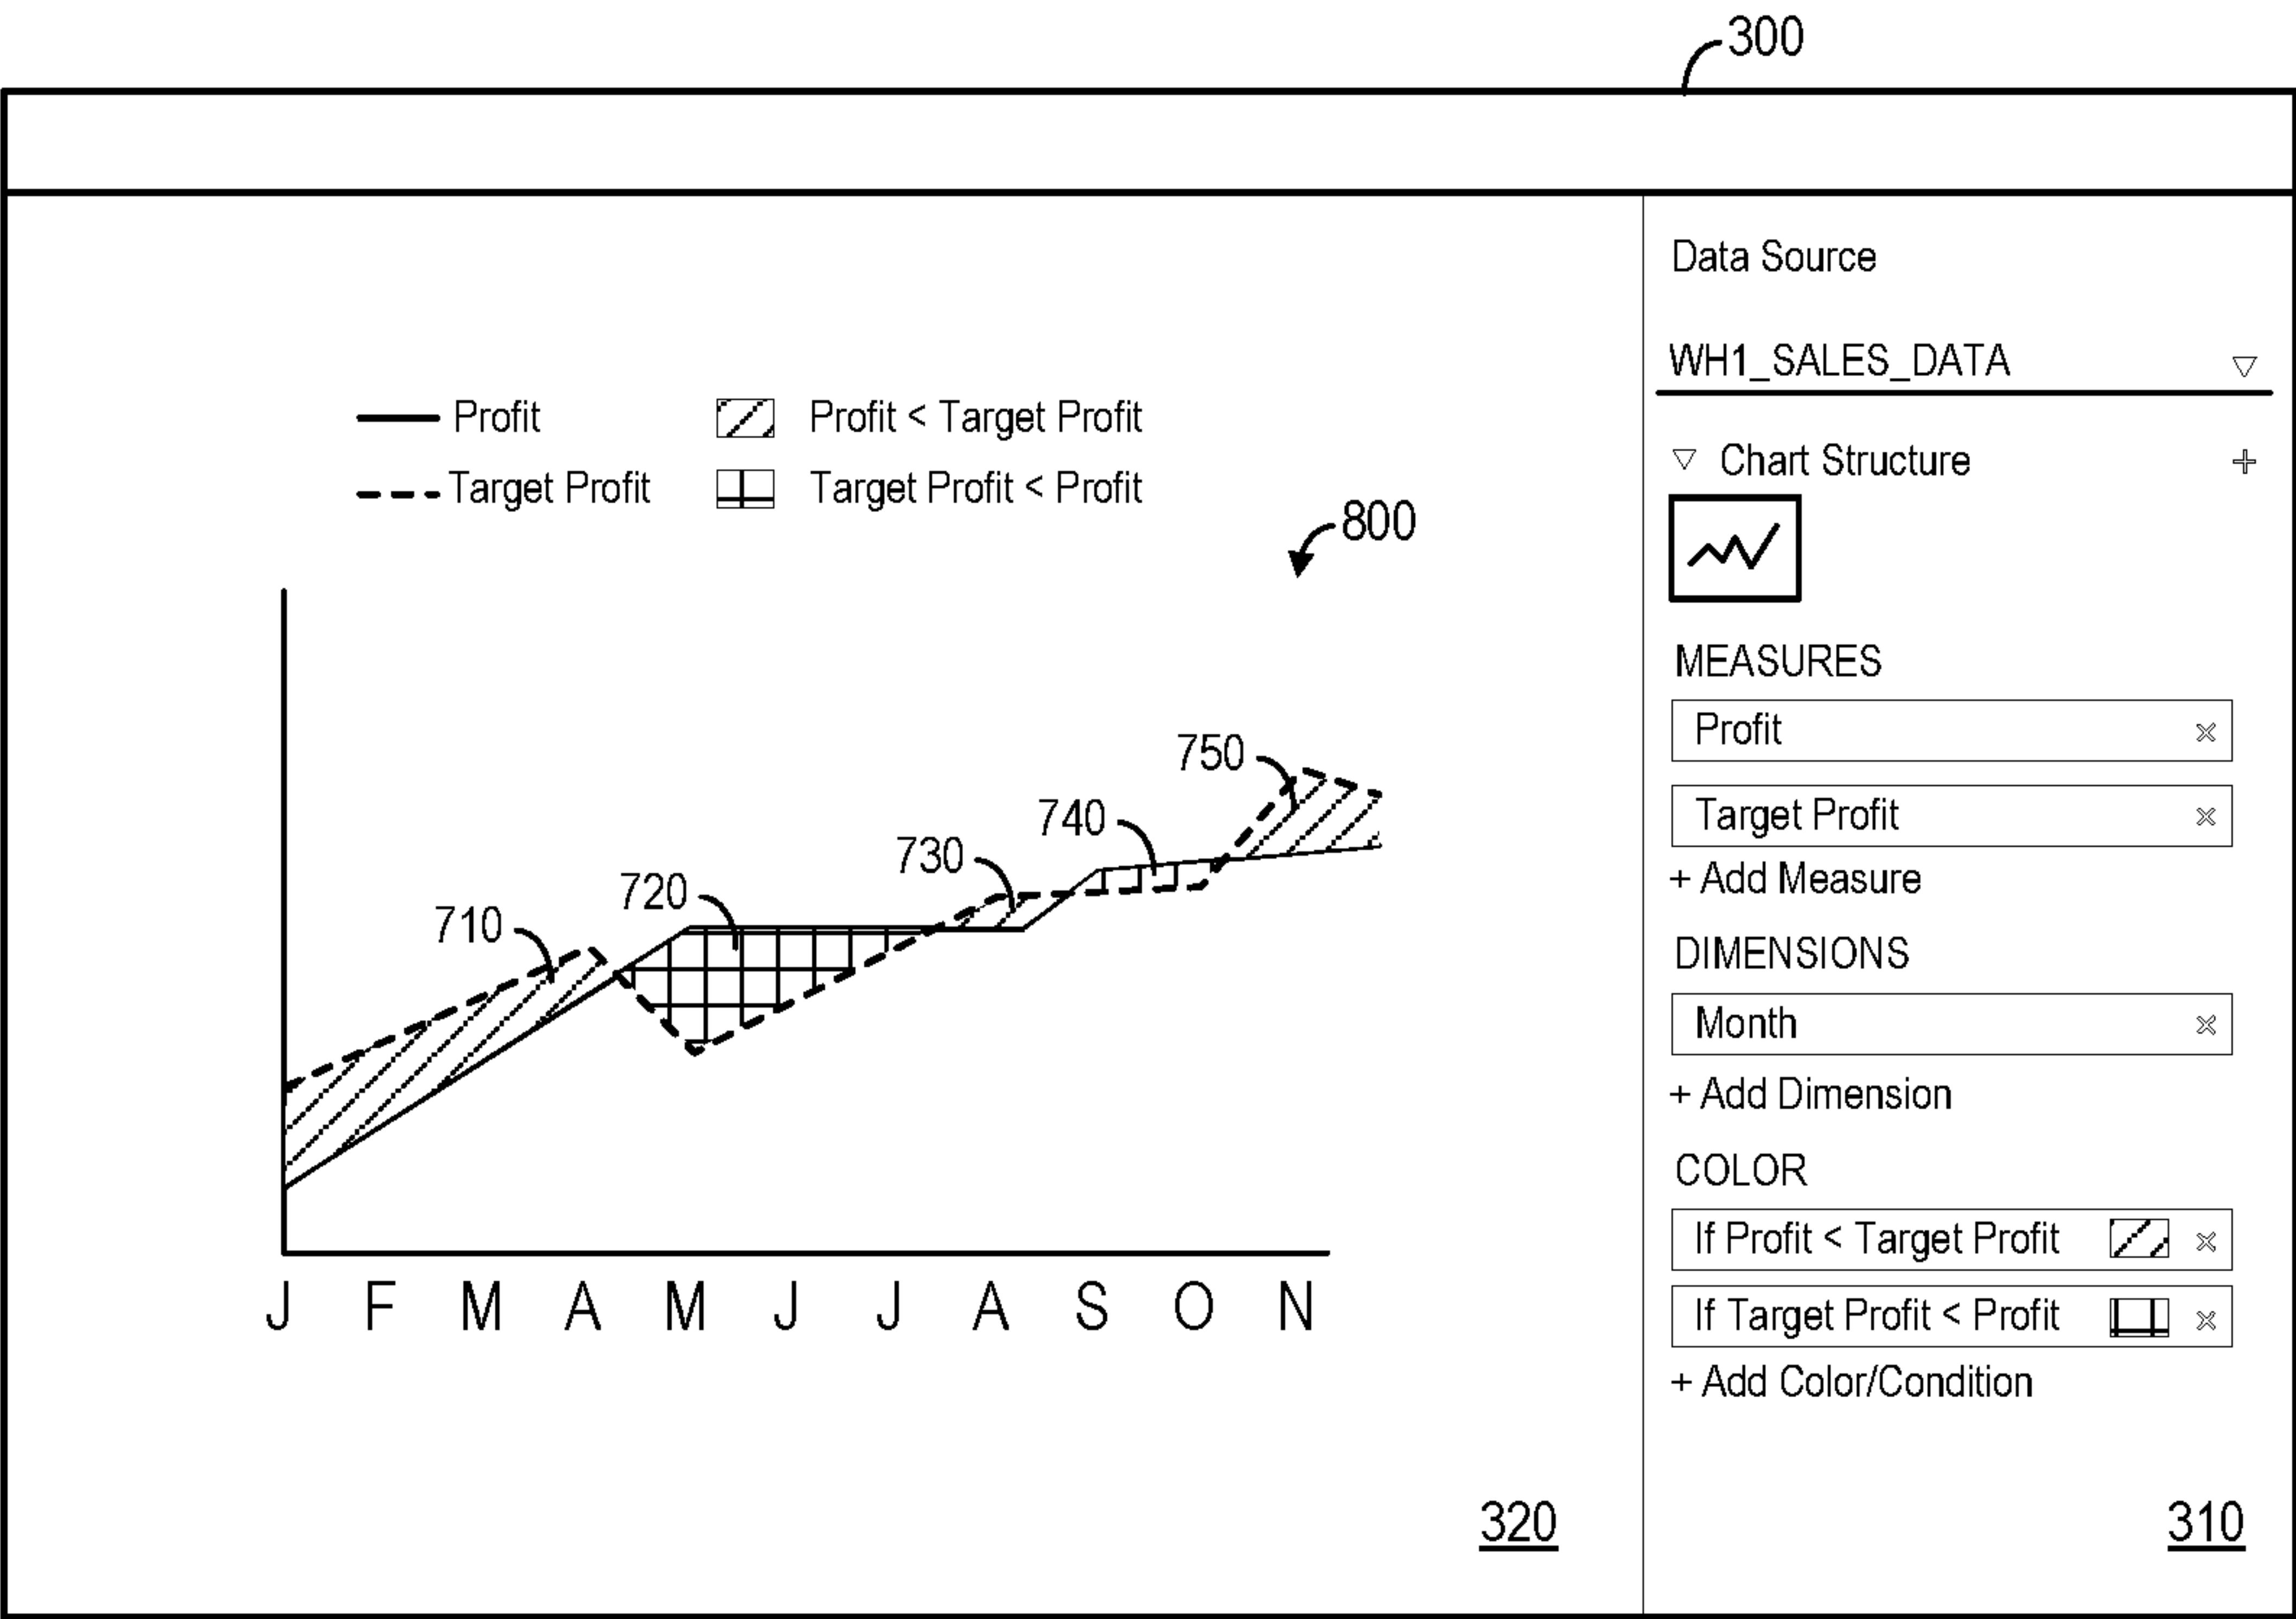 300
Profit
Profit < Target Profit
Target Profit
Target Profit < Profit
800
750
740
730
720
710
J F M A M J J A S O N
320
Data Source
WH1_SALES_DATA
Chart Structure +
MEASURES
Profit
Target Profit
+ Add Measure
DIMENSIONS
Month
+ Add Dimension
COLOR
If Profit < Target Profit
If Target Profit < Profit
+ Add Color/Condition
310